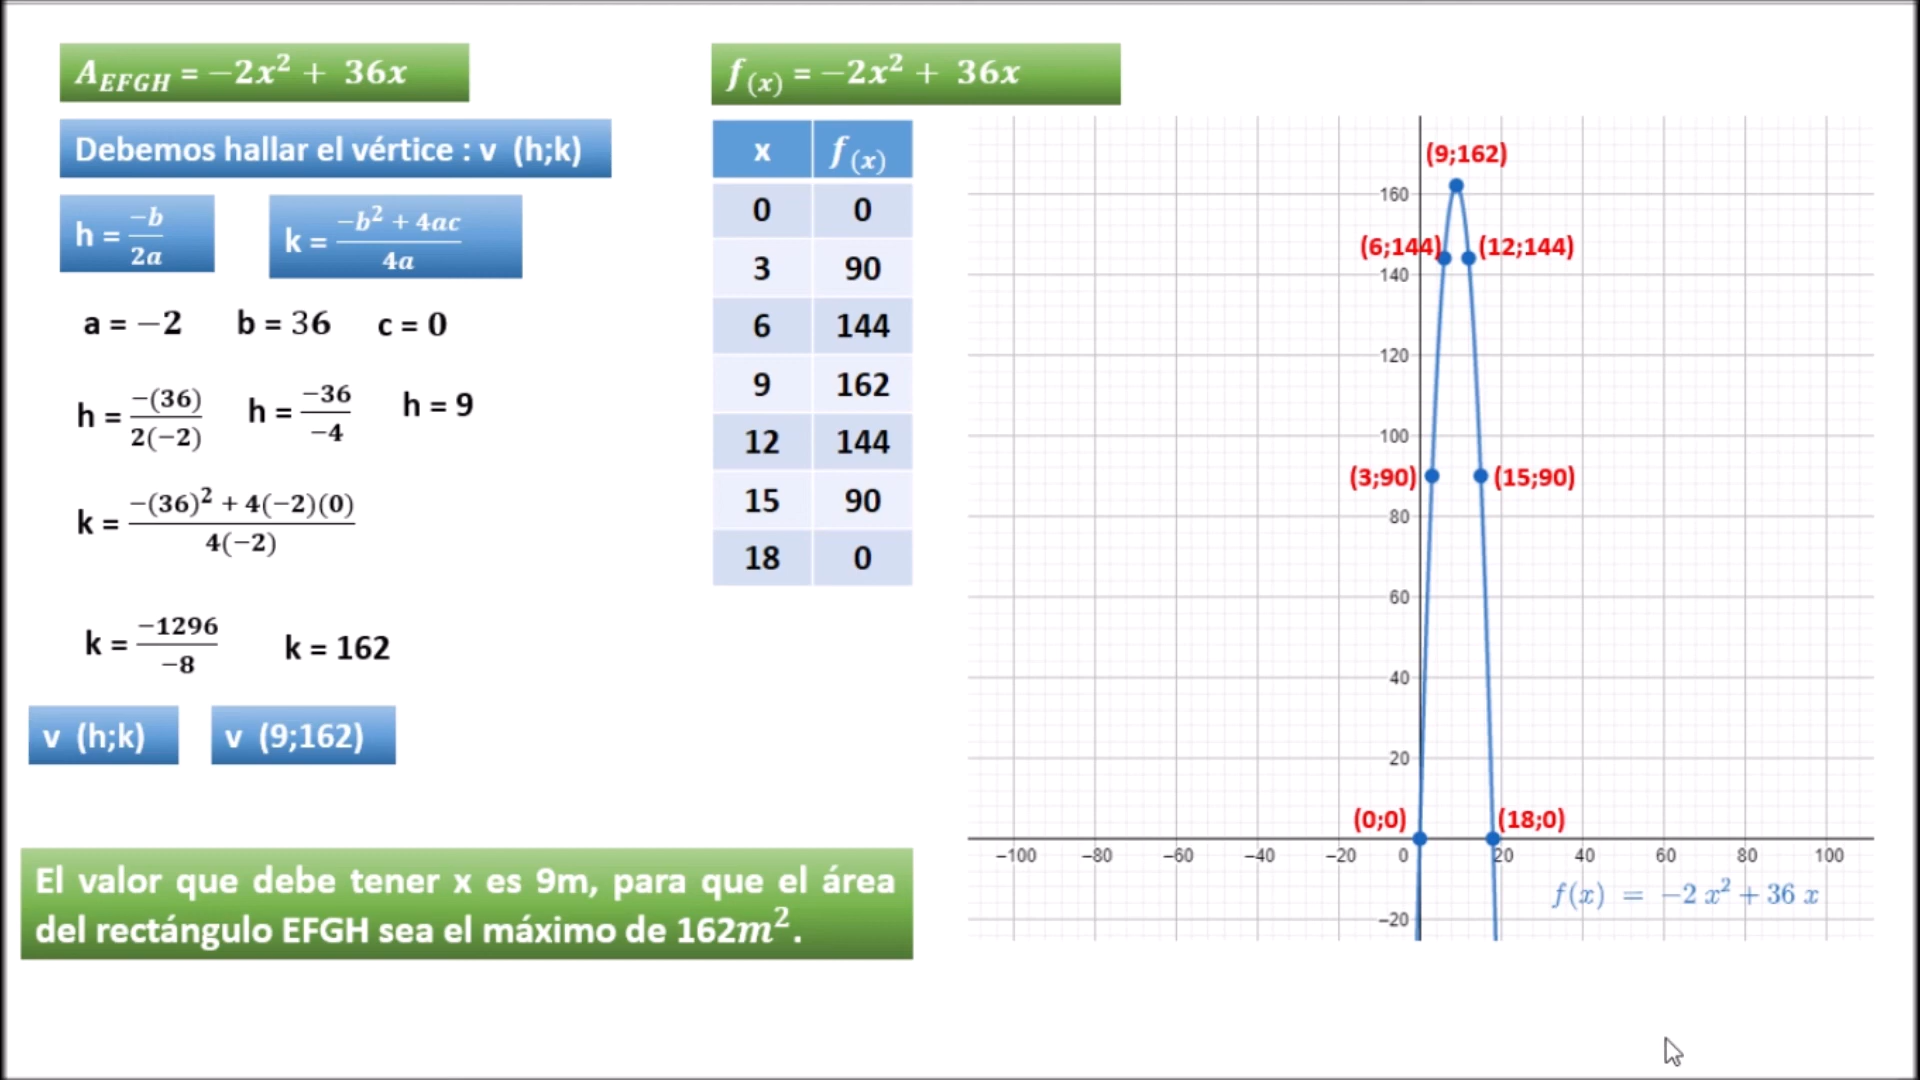 A_EFGH = −2x² + 36x
Debemos hallar el vértice : v (h;k)
h = −b/2a
k = (−b² + 4ac)/4a
a = −2 b = 36 c = 0
h = −(36)/2(−2) h = −36/−4 h = 9
k = (−(36)² + 4(−2)(0))/4(−2)
k = −1296/−8 k = 162
v (h;k) v (9;162)
El valor que debe tener x es 9m, para que el área
del rectángulo EFGH sea el máximo de 162m².
f(x) = −2x² + 36x
x f(x)
0 0
3 90
6 144
9 162
12 144
15 90
18 0
(9;162)
160
(6;144) (12;144)
140
120
100
(3;90) (15;90)
80
60
40
20
(0;0) (18;0)
−100 −80 −60 −40 −20 0 20 40 60 80 100
f(x) = −2 x² + 36 x
−20